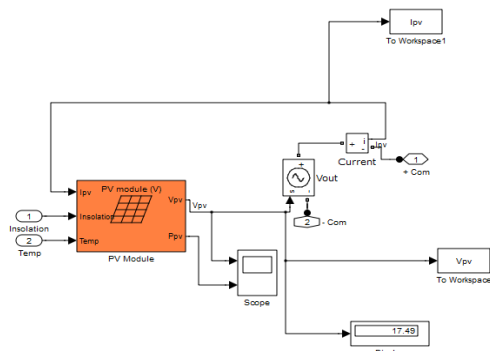 Ipv
To Workspace1
+
i
-
Ipv
Current
1
+ Com
+
s
-
Vout
2
- Com
PV module (V)
Ipv
Vpv
Vpv
1
Insolation
Insolation
2
Temp
Temp
Ppv
PV Module
Scope
Vpv
To Workspace
17.49